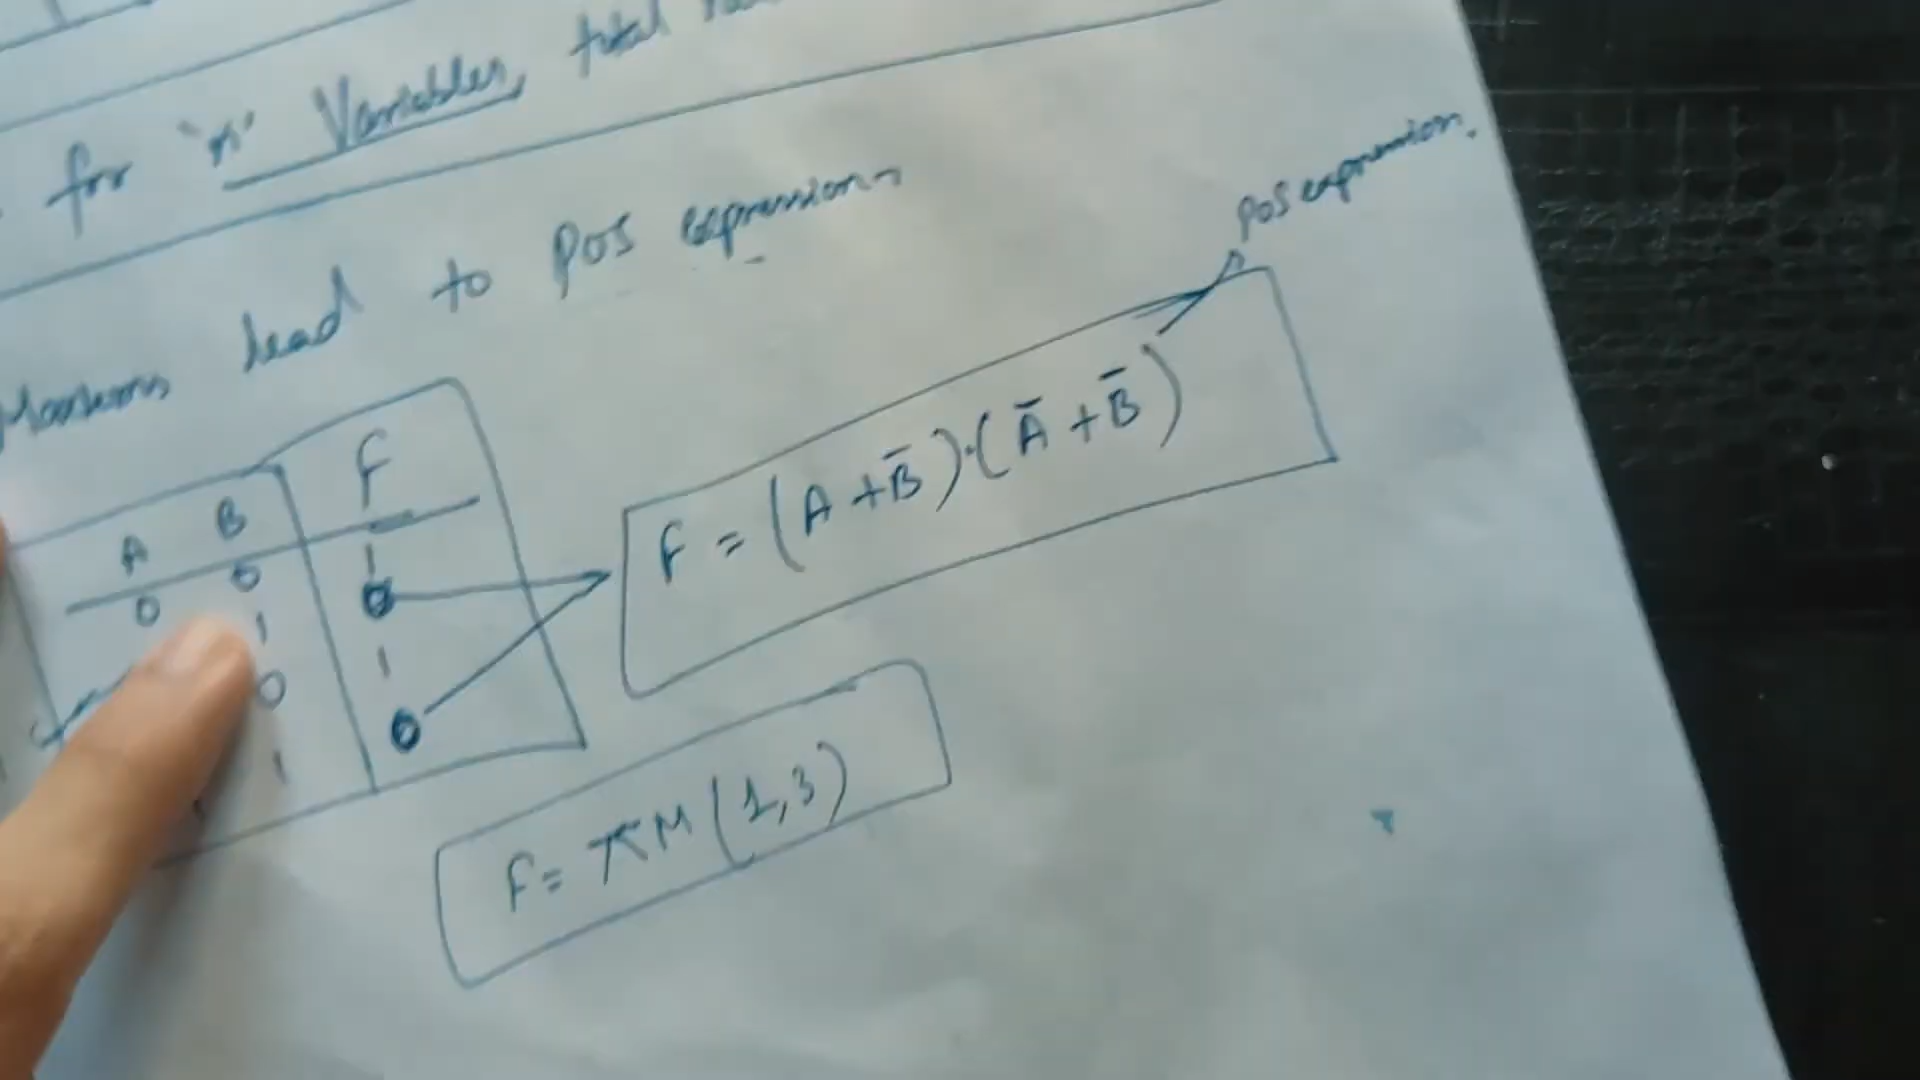 for 'n' Variables, total
Maxterms lead to POS expression
POS expression.
A B F
0 0 1
1 0
0 1
1 1 0
F = (A + B̅)·(A̅ + B̅)
F = πM(1,3)